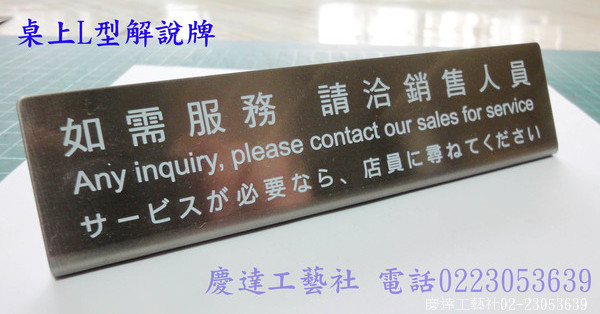 桌上L型解說牌
如需服務 請洽銷售人員
Any inquiry, please contact our sales for service
サービスが必要なら、店員に尋ねてください
慶達工藝社 電話0223053639
慶達工藝社02-23053639